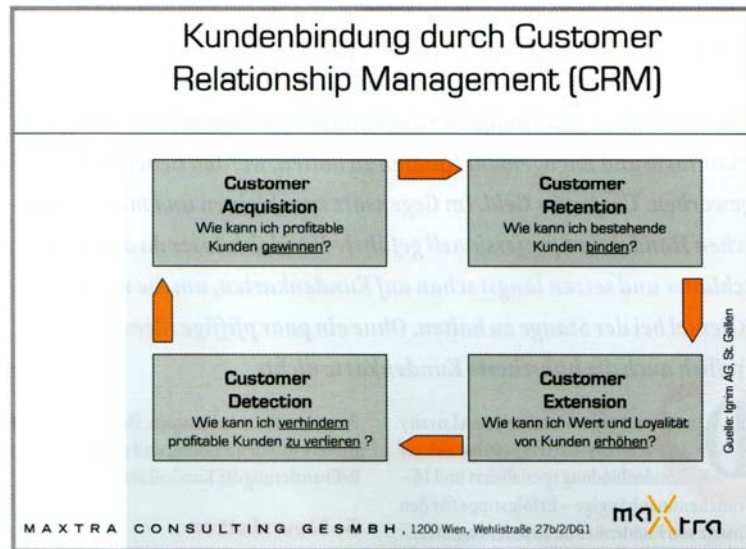 Kundenbindung durch Customer
Relationship Management (CRM)
Customer
Acquisition
Wie kann ich profitable
Kunden gewinnen?
Customer
Retention
Wie kann ich bestehende
Kunden binden?
Customer
Detection
Wie kann ich verhindern
profitable Kunden zu verlieren ?
Customer
Extension
Wie kann ich Wert und Loyalität
von Kunden erhöhen?
Quelle: Igrim AG, St. Gallen
MAXTRA CONSULTING GESMBH, 1200 Wien, Wehlistraße 27b/2/DG1
maxtra